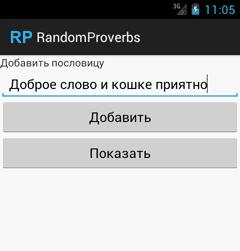 3G 11:05
RP RandomProverbs
Добавить пословицу
Доброе слово и кошке приятно
Добавить
Показать